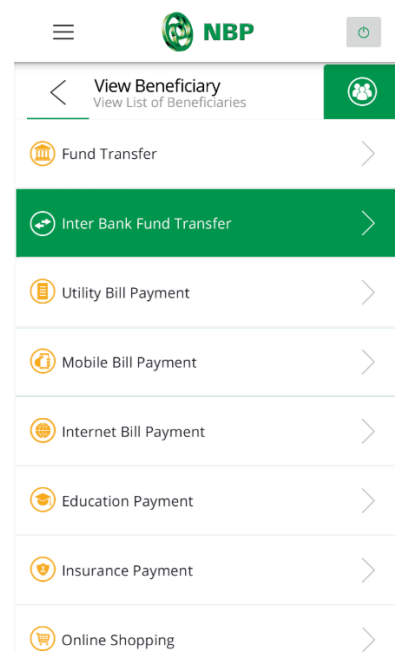 NBP
View Beneficiary
View List of Beneficiaries
Fund Transfer
Inter Bank Fund Transfer
Utility Bill Payment
Mobile Bill Payment
Internet Bill Payment
Education Payment
Insurance Payment
Online Shopping